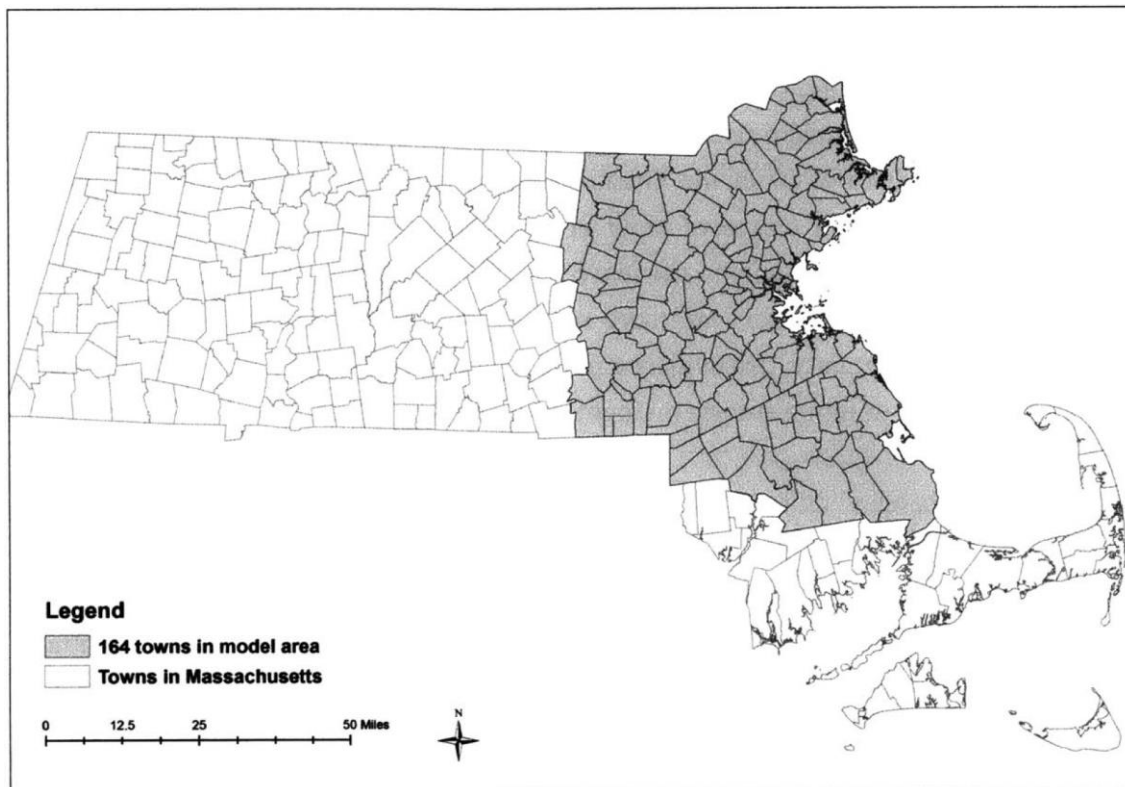 Legend
164 towns in model area
Towns in Massachusetts
0 12.5 25 50 Miles
N